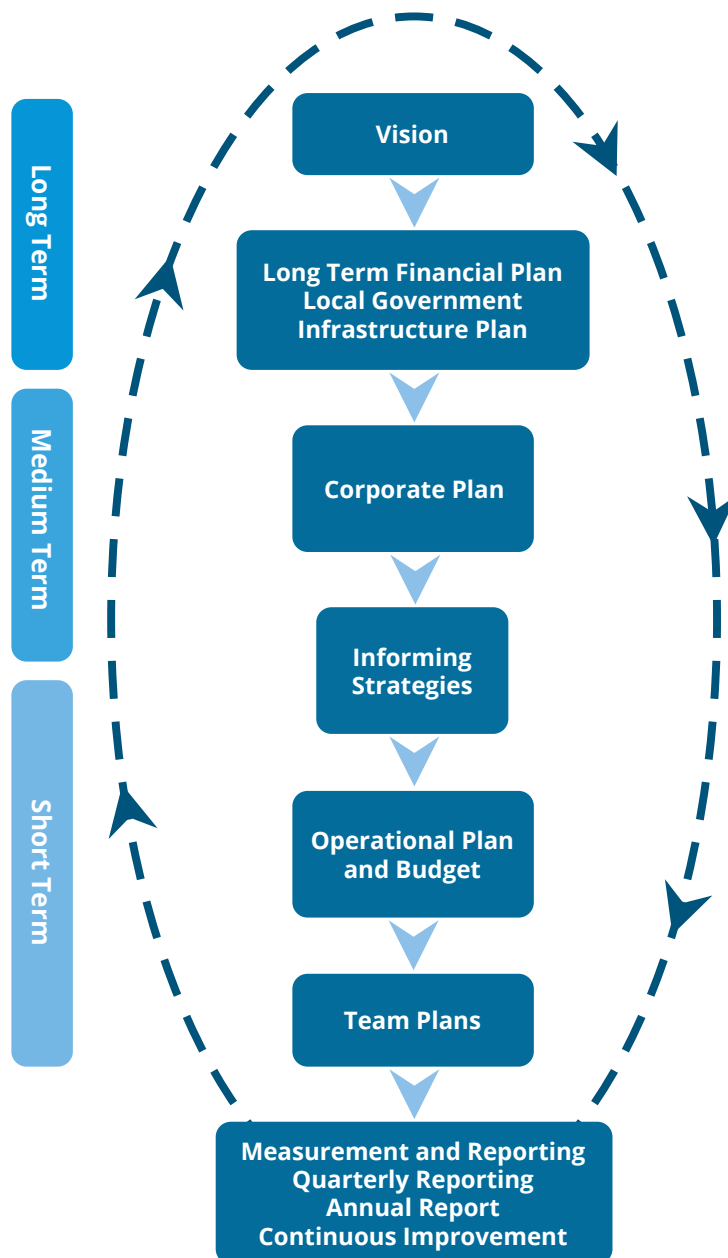 Long Term
Medium Term
Short Term
Vision
Long Term Financial Plan
Local Government
Infrastructure Plan
Corporate Plan
Informing
Strategies
Operational Plan
and Budget
Team Plans
Measurement and Reporting
Quarterly Reporting
Annual Report
Continuous Improvement